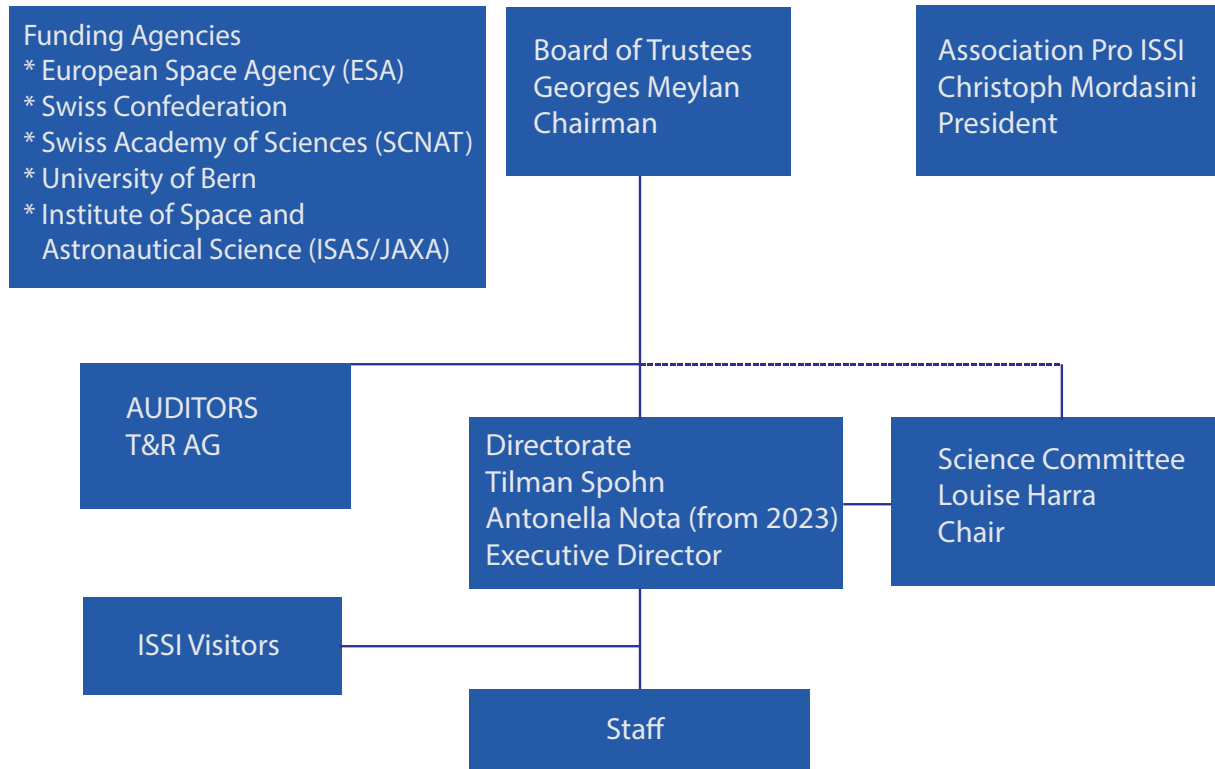 Funding Agencies
* European Space Agency (ESA)
* Swiss Confederation
* Swiss Academy of Sciences (SCNAT)
* University of Bern
* Institute of Space and
Astronautical Science (ISAS/JAXA)
Board of Trustees
Georges Meylan
Chairman
Association Pro ISSI
Christoph Mordasini
President
AUDITORS
T&R AG
Directorate
Tilman Spohn
Antonella Nota (from 2023)
Executive Director
Science Committee
Louise Harra
Chair
ISSI Visitors
Staff